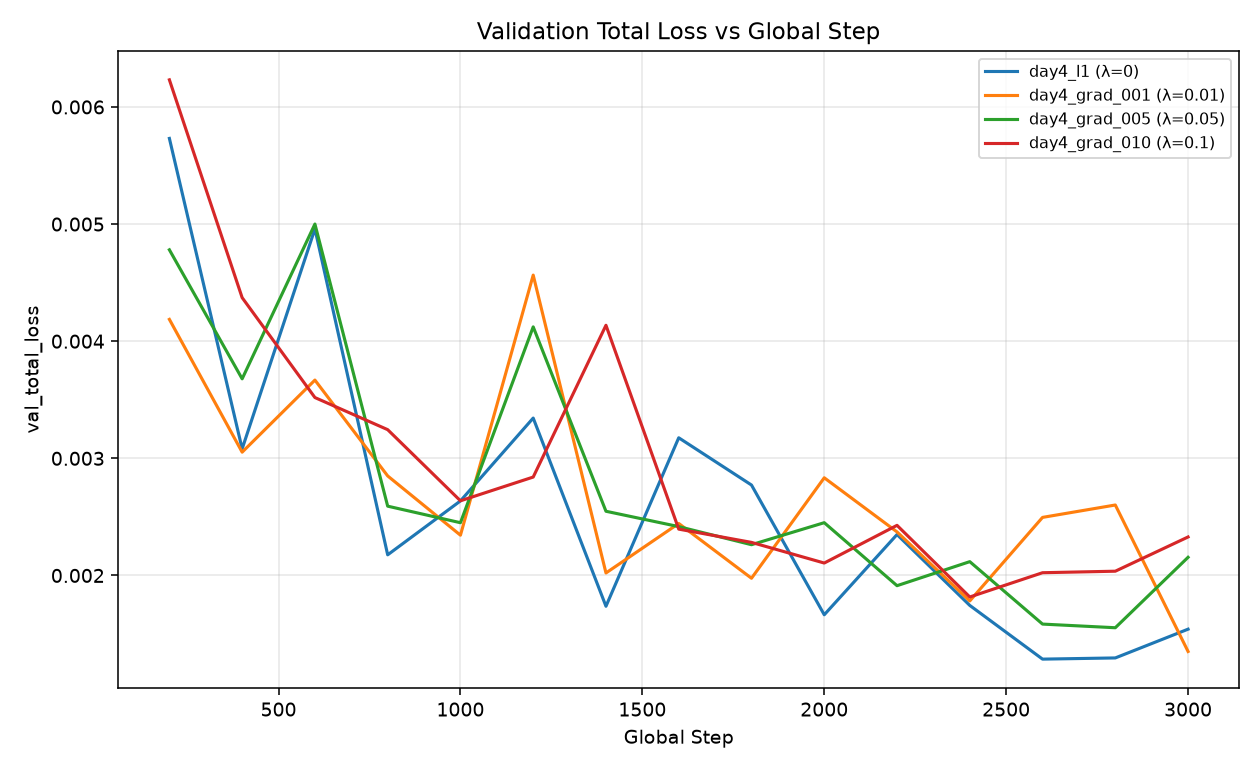 Validation Total Loss vs Global Step
day4_l1 (λ=0)
day4_grad_001 (λ=0.01)
day4_grad_005 (λ=0.05)
day4_grad_010 (λ=0.1)
val_total_loss
0.006
0.005
0.004
0.003
0.002
500 1000 1500 2000 2500 3000
Global Step